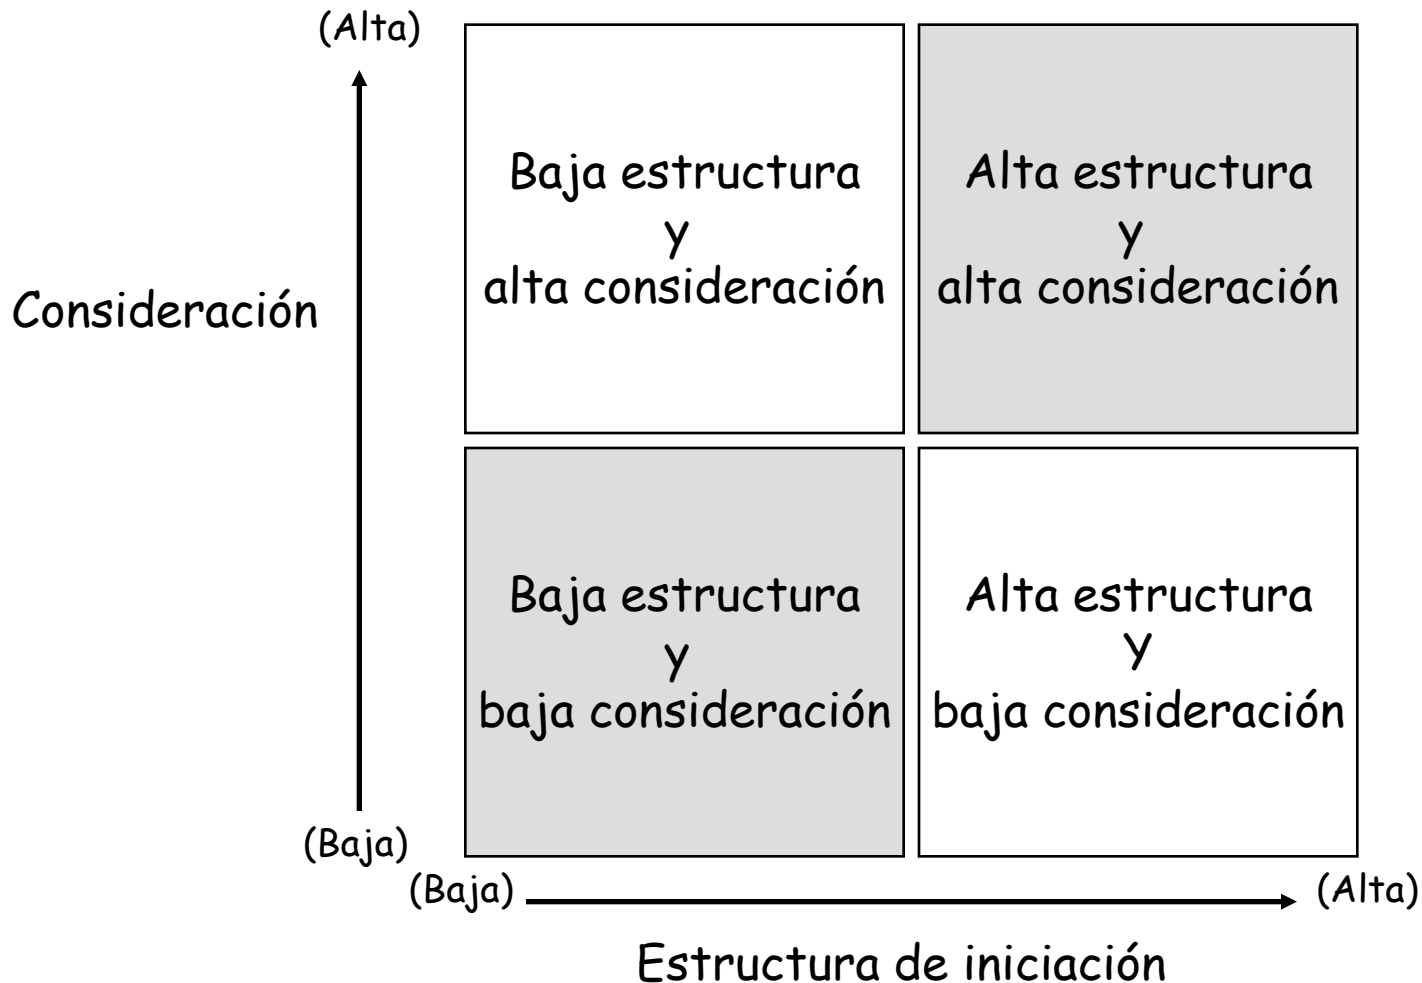 (Alta)
Baja estructura
y
alta consideración
Alta estructura
y
alta consideración
Consideración
Baja estructura
y
baja consideración
Alta estructura
Y
baja consideración
(Baja)
(Baja)
(Alta)
Estructura de iniciación